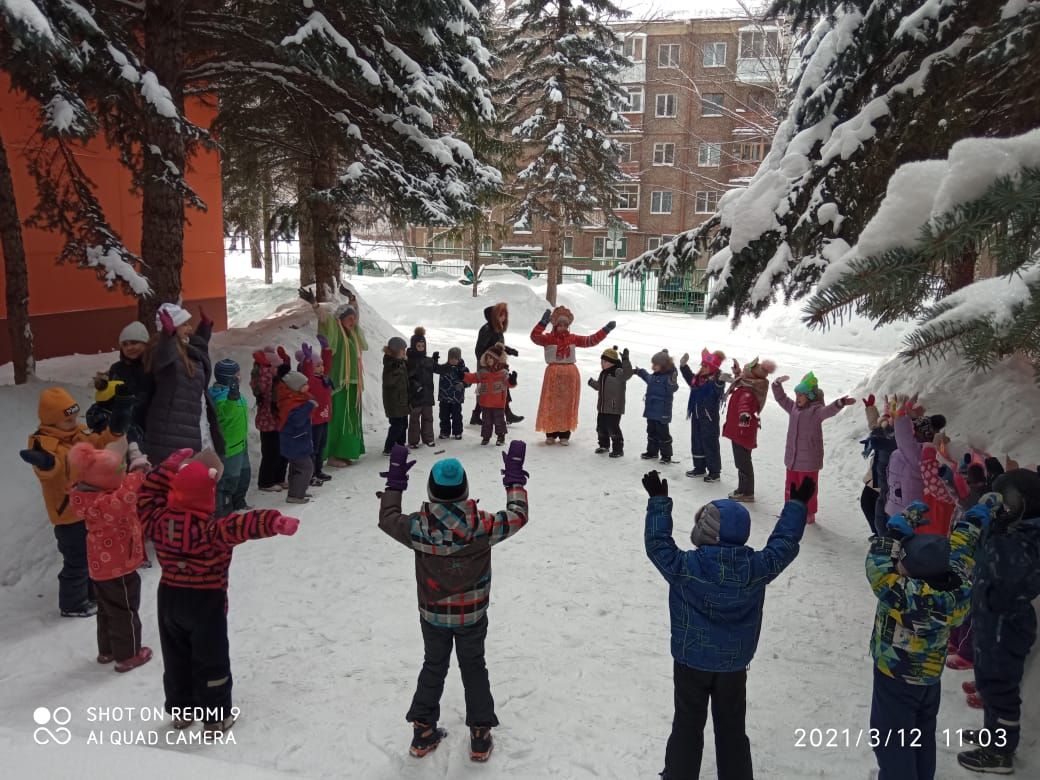 SHOT ON REDMI 9
AI QUAD CAMERA
2021/3/12 11:03